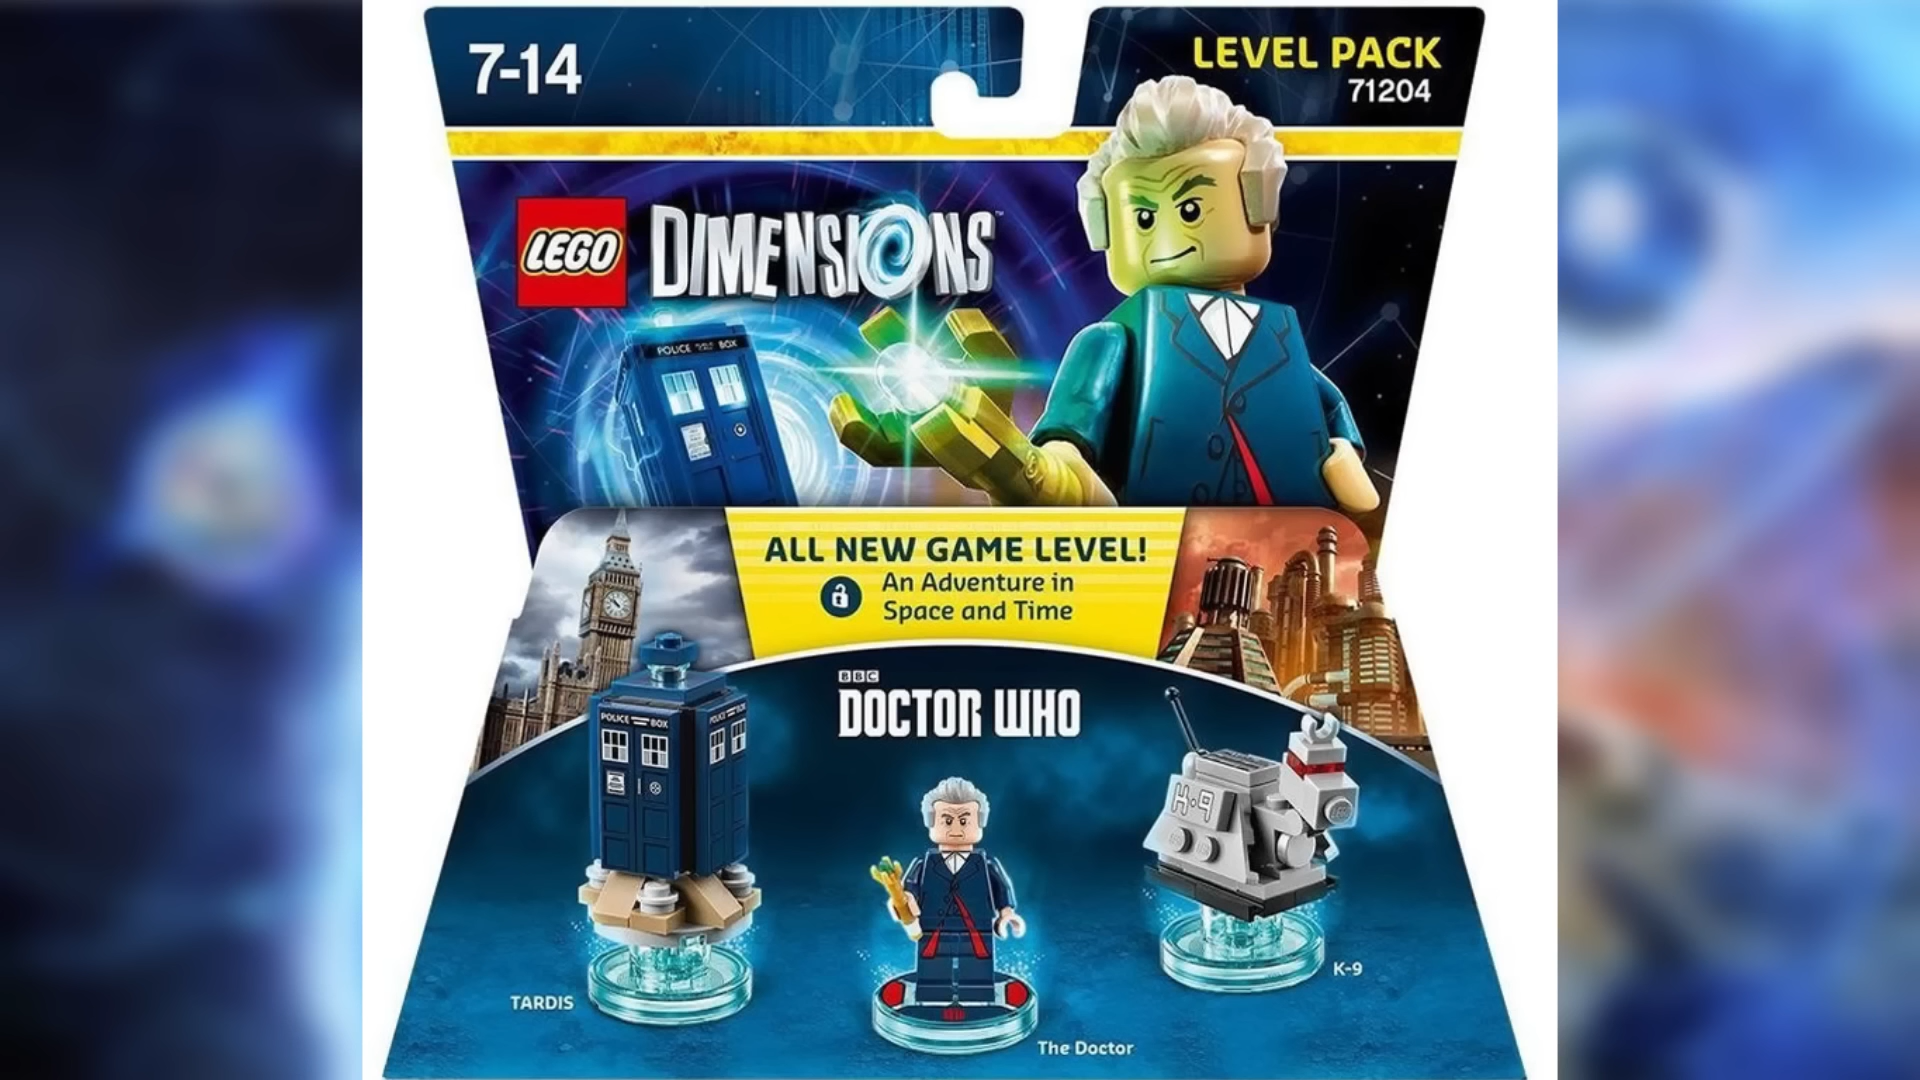 7-14
LEVEL PACK
71204
LEGO
DIMENSIONS™
POLICE BOX
ALL NEW GAME LEVEL!
An Adventure in
Space and Time
BBC
DOCTOR WHO
POLICE BOX
POLICE BOX
K-9
TARDIS
The Doctor
K-9